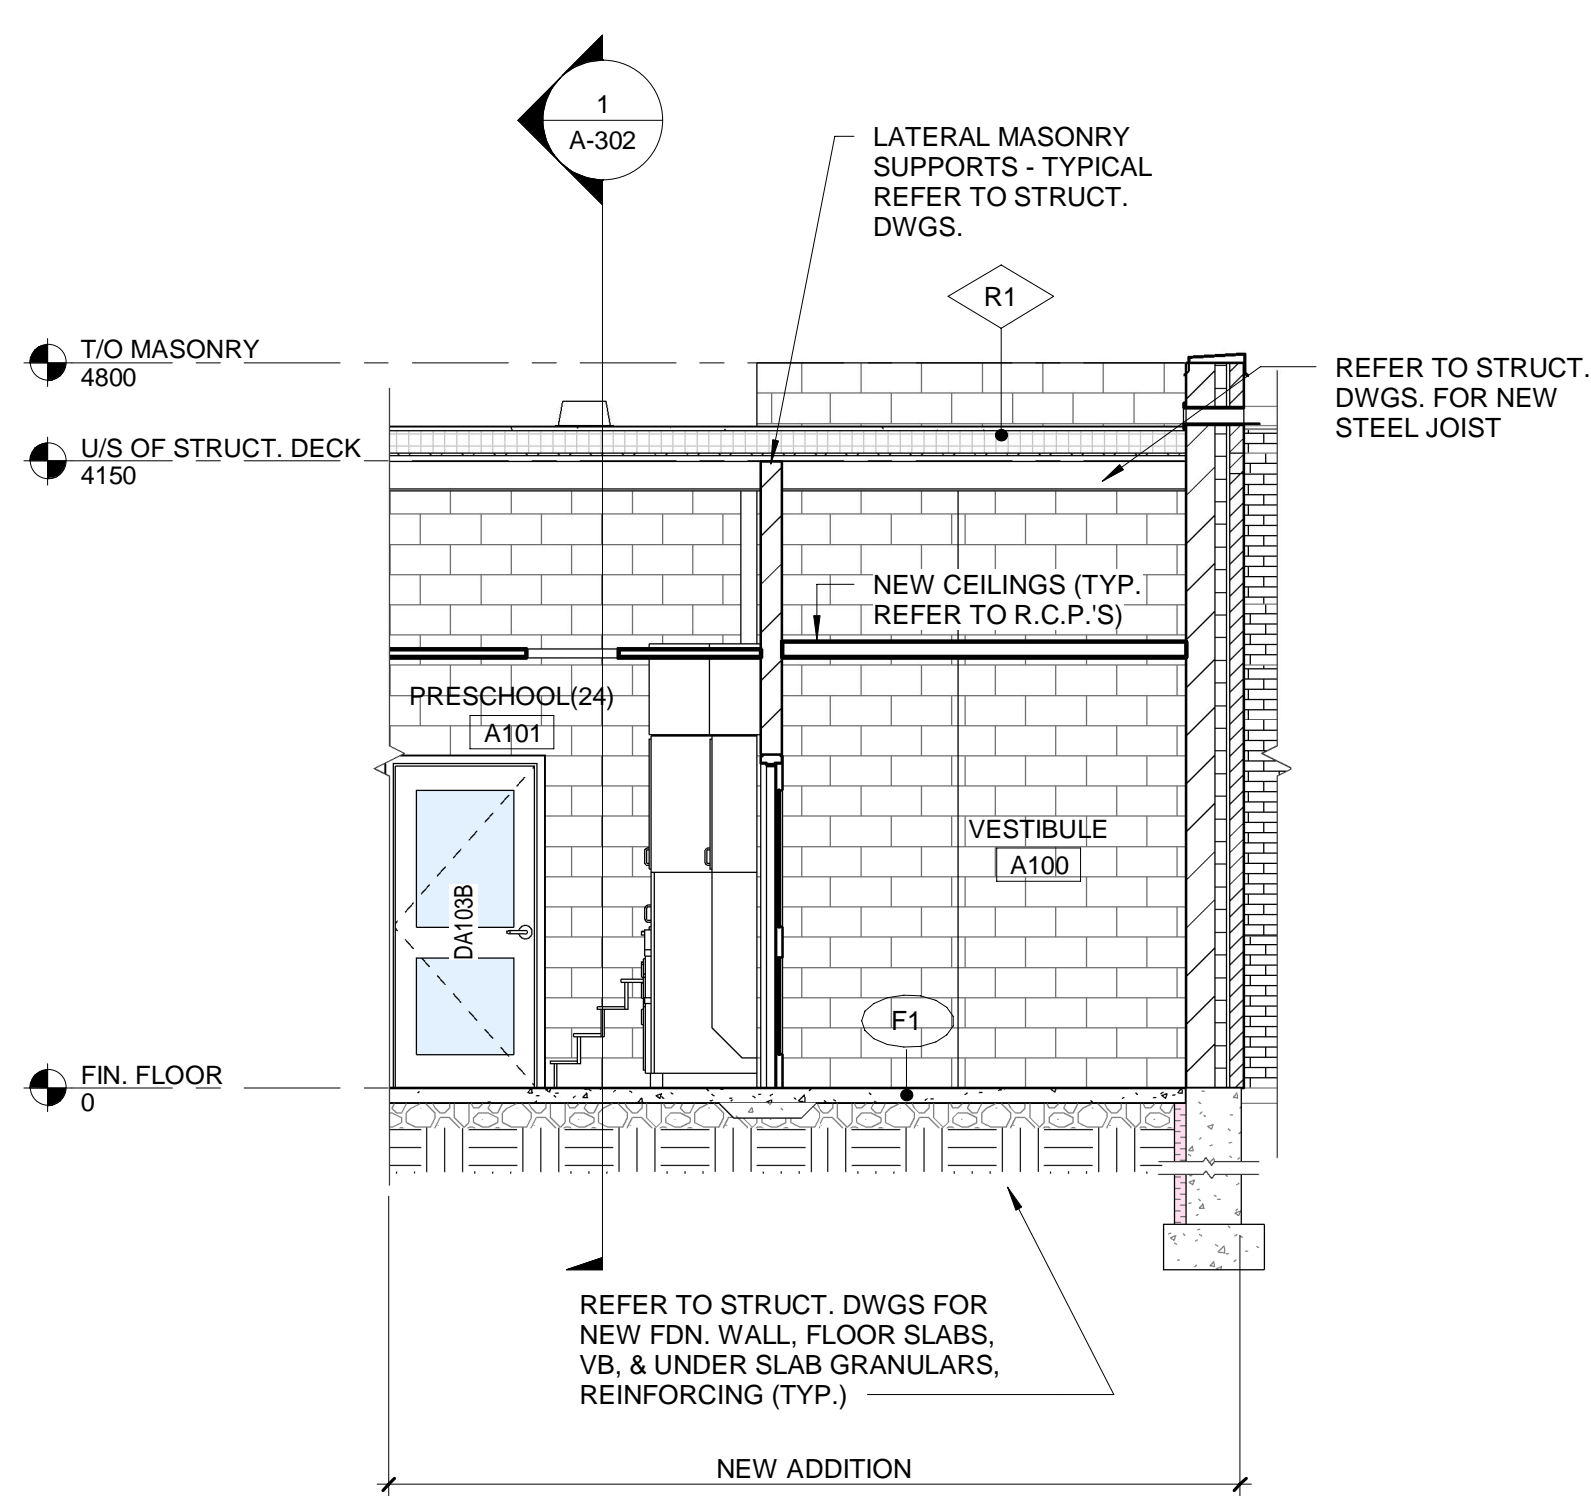 1
A-302
LATERAL MASONRY
SUPPORTS - TYPICAL
REFER TO STRUCT.
DWGS.
R1
T/O MASONRY
4800
REFER TO STRUCT.
DWGS. FOR NEW
STEEL JOIST
U/S OF STRUCT. DECK
4150
NEW CEILINGS (TYP.
REFER TO R.C.P.'S)
PRESCHOOL(24)
A101
VESTIBULE
A100
DA103B
F1
FIN. FLOOR
0
REFER TO STRUCT. DWGS FOR
NEW FDN. WALL, FLOOR SLABS,
VB, & UNDER SLAB GRANULARS,
REINFORCING (TYP.)
NEW ADDITION